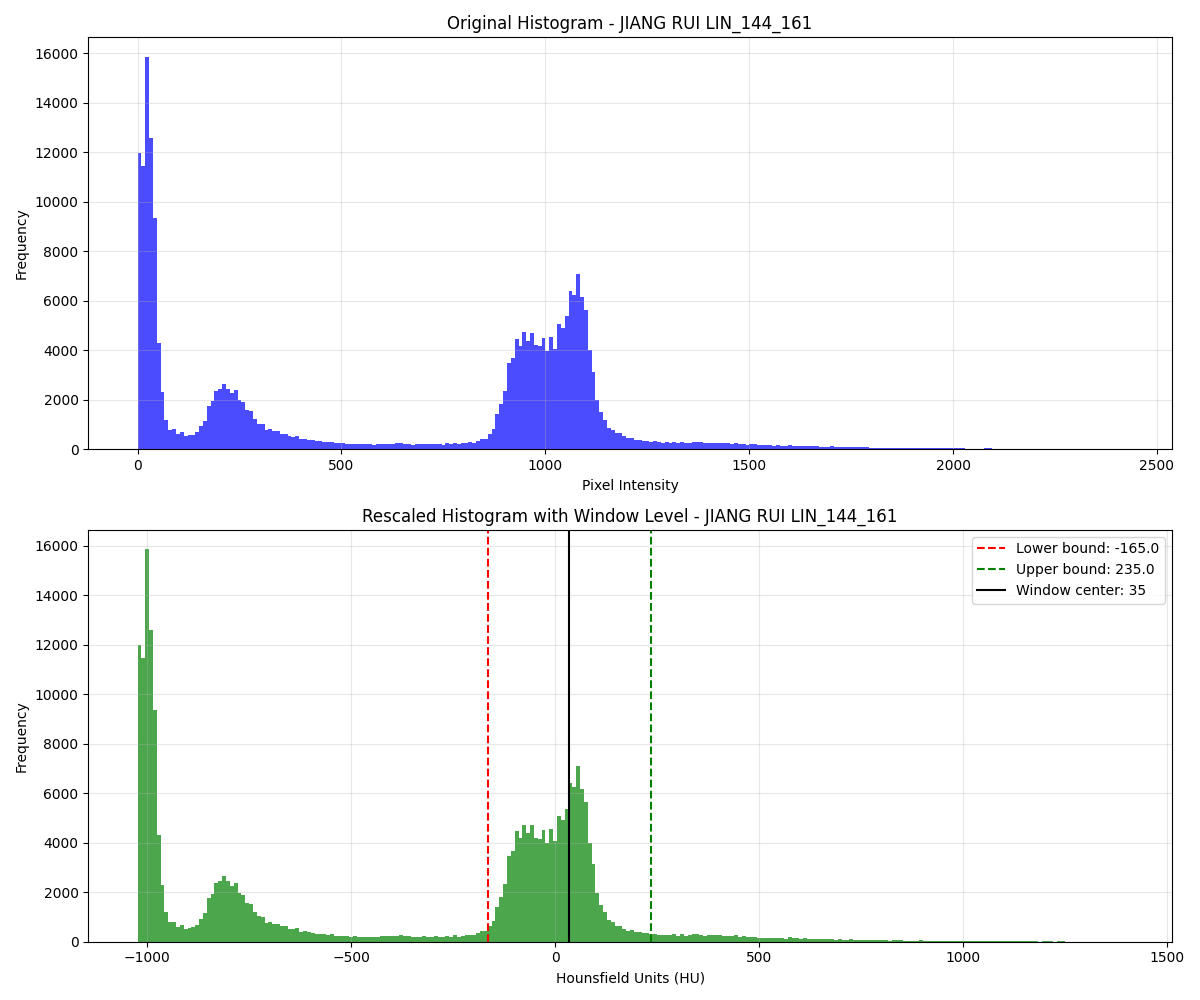 Original Histogram - JIANG RUI LIN_144_161
16000
14000
12000
10000
8000
6000
4000
2000
0
Frequency
0 500 1000 1500 2000 2500
Pixel Intensity
Rescaled Histogram with Window Level - JIANG RUI LIN_144_161
Lower bound: -165.0
Upper bound: 235.0
Window center: 35
16000
14000
12000
10000
8000
6000
4000
2000
0
Frequency
−1000 −500 0 500 1000 1500
Hounsfield Units (HU)